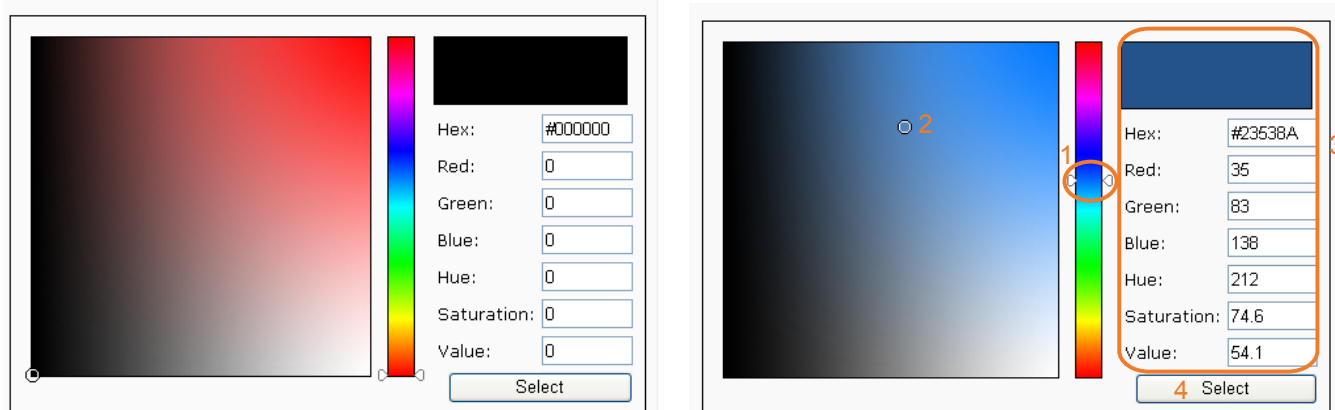 Hex: #000000
Red: 0
Green: 0
Blue: 0
Hue: 0
Saturation: 0
Value: 0
Select
2
1
3
Hex: #23538A
Red: 35
Green: 83
Blue: 138
Hue: 212
Saturation: 74.6
Value: 54.1
4 Select